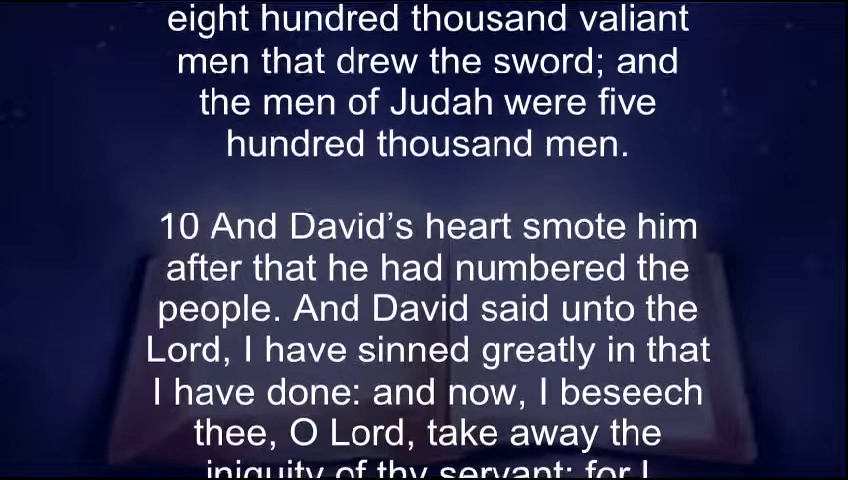 eight hundred thousand valiant
men that drew the sword; and
the men of Judah were five
hundred thousand men.
10 And David’s heart smote him
after that he had numbered the
people. And David said unto the
Lord, I have sinned greatly in that
I have done: and now, I beseech
thee, O Lord, take away the
iniquity of thy servant; for I